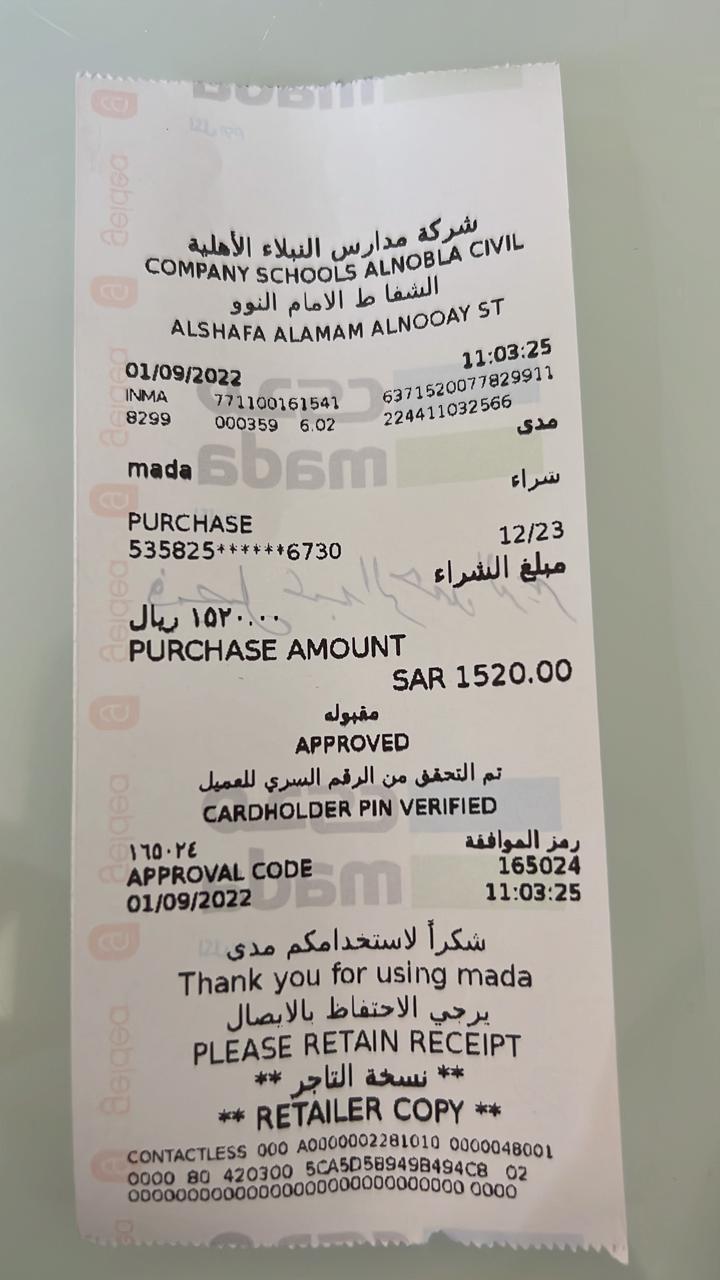 شركة مدارس النبلاء الأهلية
COMPANY SCHOOLS ALNOBLA CIVIL
الشفا ط الامام النوو
ALSHAFA ALAMAM ALNOOAY ST
01/09/2022 11:03:25
INMA 771100161541 6371520077829911
8299 000359 6.02 224411032566
مدى
mada
شراء
PURCHASE 12/23
535825******6730
مبلغ الشراء
١٥٢٠.٠٠ ريال
PURCHASE AMOUNT
SAR 1520.00
مقبوله
APPROVED
تم التحقق من الرقم السري للعميل
CARDHOLDER PIN VERIFIED
رمز الموافقة ١٦٥٠٢٤
APPROVAL CODE 165024
01/09/2022 11:03:25
شكراً لاستخدامكم مدى
Thank you for using mada
يرجي الاحتفاظ بالايصال
PLEASE RETAIN RECEIPT
** نسخة التاجر **
** RETAILER COPY **
CONTACTLESS 000 A0000002281010 0000048001
0000 80 420300 5CA5D58949B494C8 02